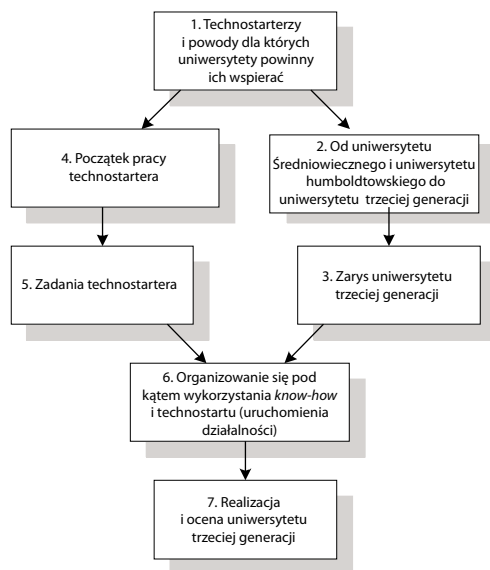 1. Technostarterzy
i powody dla których
uniwersytety powinny
ich wspierać
4. Początek pracy
technostartera
2. Od uniwersytetu
Średniowiecznego i uniwersytetu
humboldtowskiego do
uniwersytetu trzeciej generacji
5. Zadania technostartera
3. Zarys uniwersytetu
trzeciej generacji
6. Organizowanie się pod
kątem wykorzystania know-how
i technostartu (uruchomienia
działalności)
7. Realizacja
i ocena uniwersytetu
trzeciej generacji